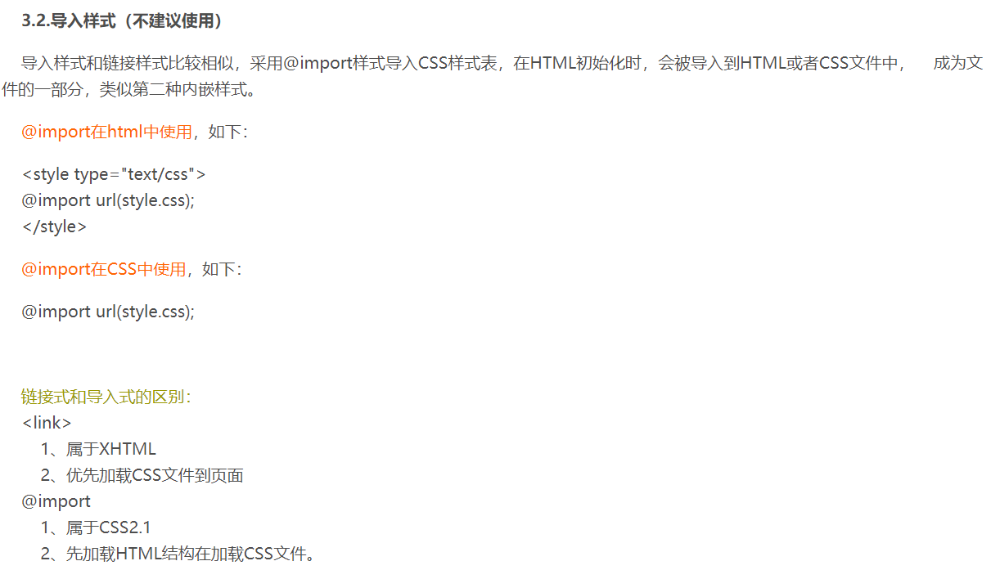 3.2.导入样式（不建议使用）
导入样式和链接样式比较相似，采用@import样式导入CSS样式表，在HTML初始化时，会被导入到HTML或者CSS文件中， 成为文
件的一部分，类似第二种内嵌样式。
@import在html中使用，如下：
<style type="text/css">
@import url(style.css);
</style>
@import在CSS中使用，如下：
@import url(style.css);
链接式和导入式的区别：
<link>
1、属于XHTML
2、优先加载CSS文件到页面
@import
1、属于CSS2.1
2、先加载HTML结构在加载CSS文件。